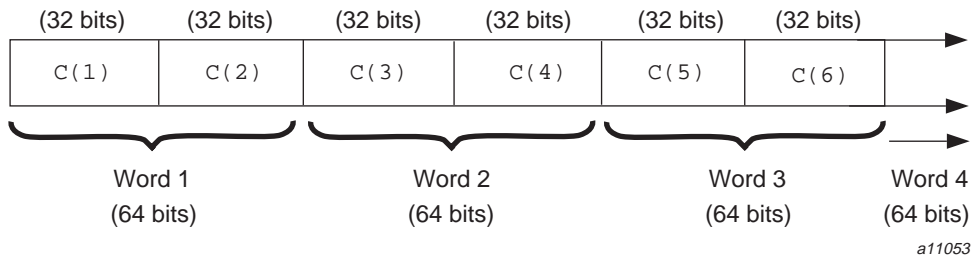 (32 bits) (32 bits) (32 bits) (32 bits) (32 bits) (32 bits)
C(1) C(2) C(3) C(4) C(5) C(6)
Word 1 Word 2 Word 3 Word 4
(64 bits) (64 bits) (64 bits) (64 bits)
a11053